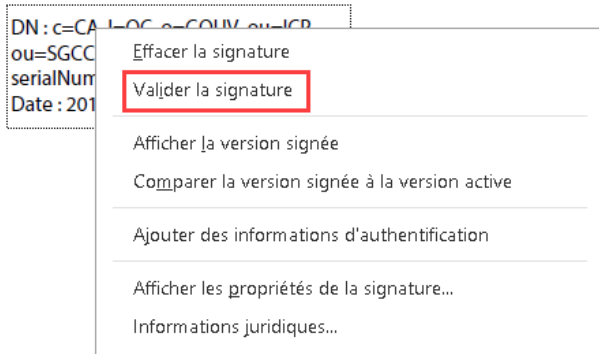 DN : c=CA, l=QC, o=GOUV, ou=ICP,
ou=SGCC
serialNum
Date : 201
Effacer la signature
Valider la signature
Afficher la version signée
Comparer la version signée à la version active
Ajouter des informations d'authentification
Afficher les propriétés de la signature...
Informations juridiques...